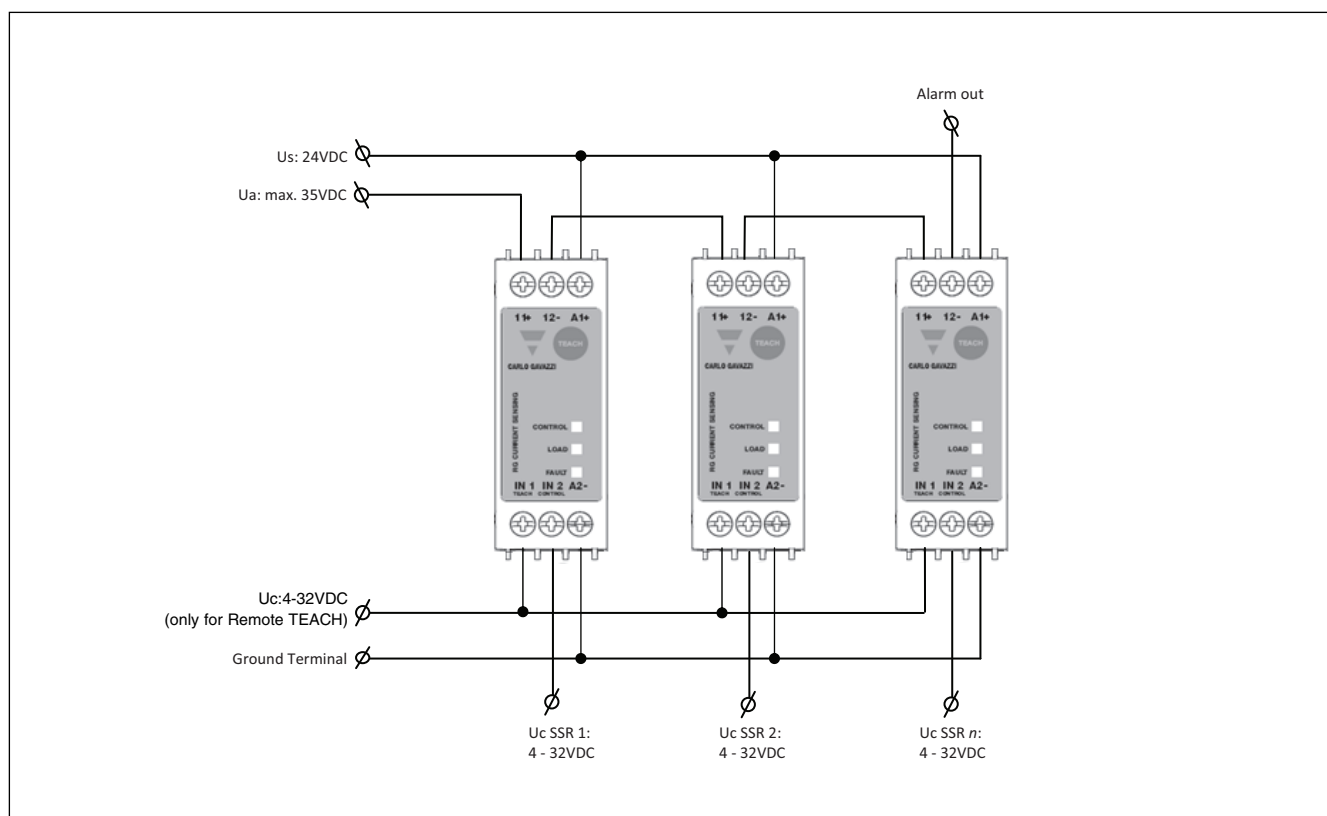 Alarm out
Us: 24VDC
Ua: max. 35VDC
11+ 12- A1+
TEACH
CARLO GAVAZZI
RG CURRENT SENSING
CONTROL
LOAD
FAULT
IN 1 IN 2 A2-
TEACH CONTROL
11+ 12- A1+
TEACH
CARLO GAVAZZI
RG CURRENT SENSING
CONTROL
LOAD
FAULT
IN 1 IN 2 A2-
TEACH CONTROL
11+ 12- A1+
TEACH
CARLO GAVAZZI
RG CURRENT SENSING
CONTROL
LOAD
FAULT
IN 1 IN 2 A2-
TEACH CONTROL
Uc:4-32VDC
(only for Remote TEACH)
Ground Terminal
Uc SSR 1:
4 - 32VDC
Uc SSR 2:
4 - 32VDC
Uc SSR n:
4 - 32VDC